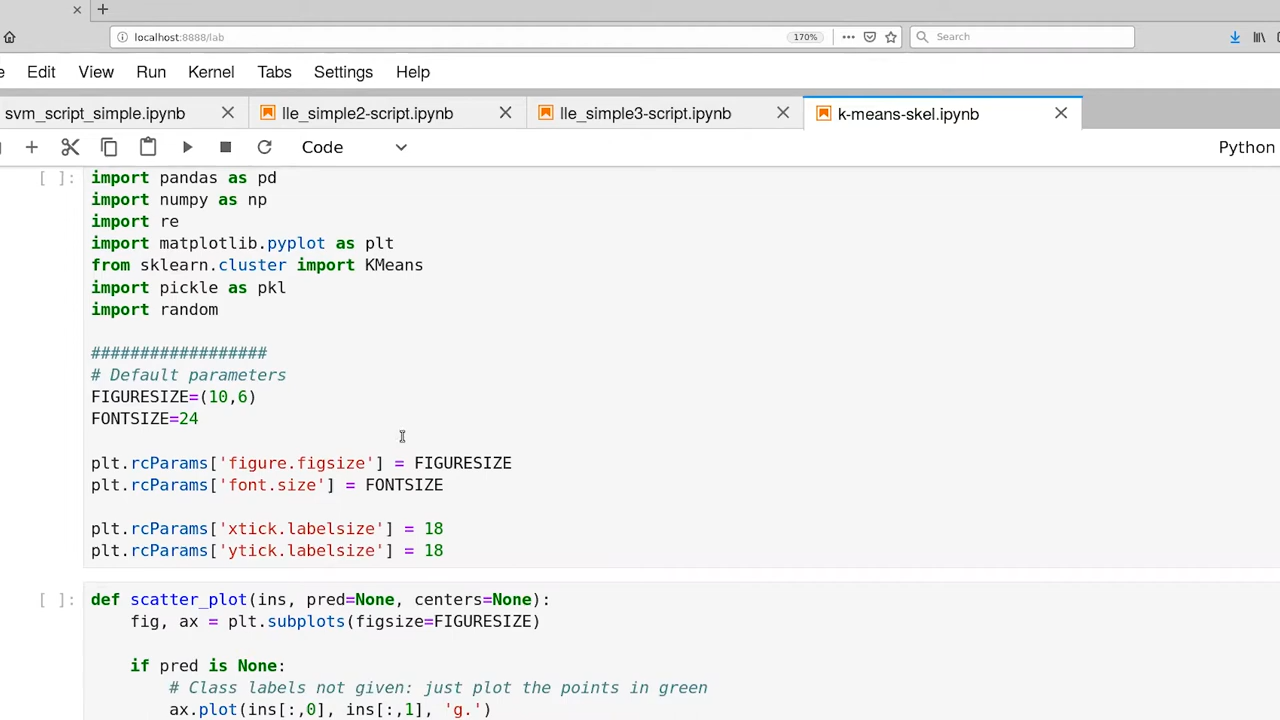 localhost:8888/lab
170%
Search
Edit View Run Kernel Tabs Settings Help
svm_script_simple.ipynb
lle_simple2-script.ipynb
lle_simple3-script.ipynb
k-means-skel.ipynb
Code
Python
[ ]:
import pandas as pd
import numpy as np
import re
import matplotlib.pyplot as plt
from sklearn.cluster import KMeans
import pickle as pkl
import random
##################
# Default parameters
FIGURESIZE=(10,6)
FONTSIZE=24
plt.rcParams['figure.figsize'] = FIGURESIZE
plt.rcParams['font.size'] = FONTSIZE
plt.rcParams['xtick.labelsize'] = 18
plt.rcParams['ytick.labelsize'] = 18
[ ]:
def scatter_plot(ins, pred=None, centers=None):
fig, ax = plt.subplots(figsize=FIGURESIZE)
if pred is None:
# Class labels not given: just plot the points in green
ax.plot(ins[:,0], ins[:,1], 'g.')